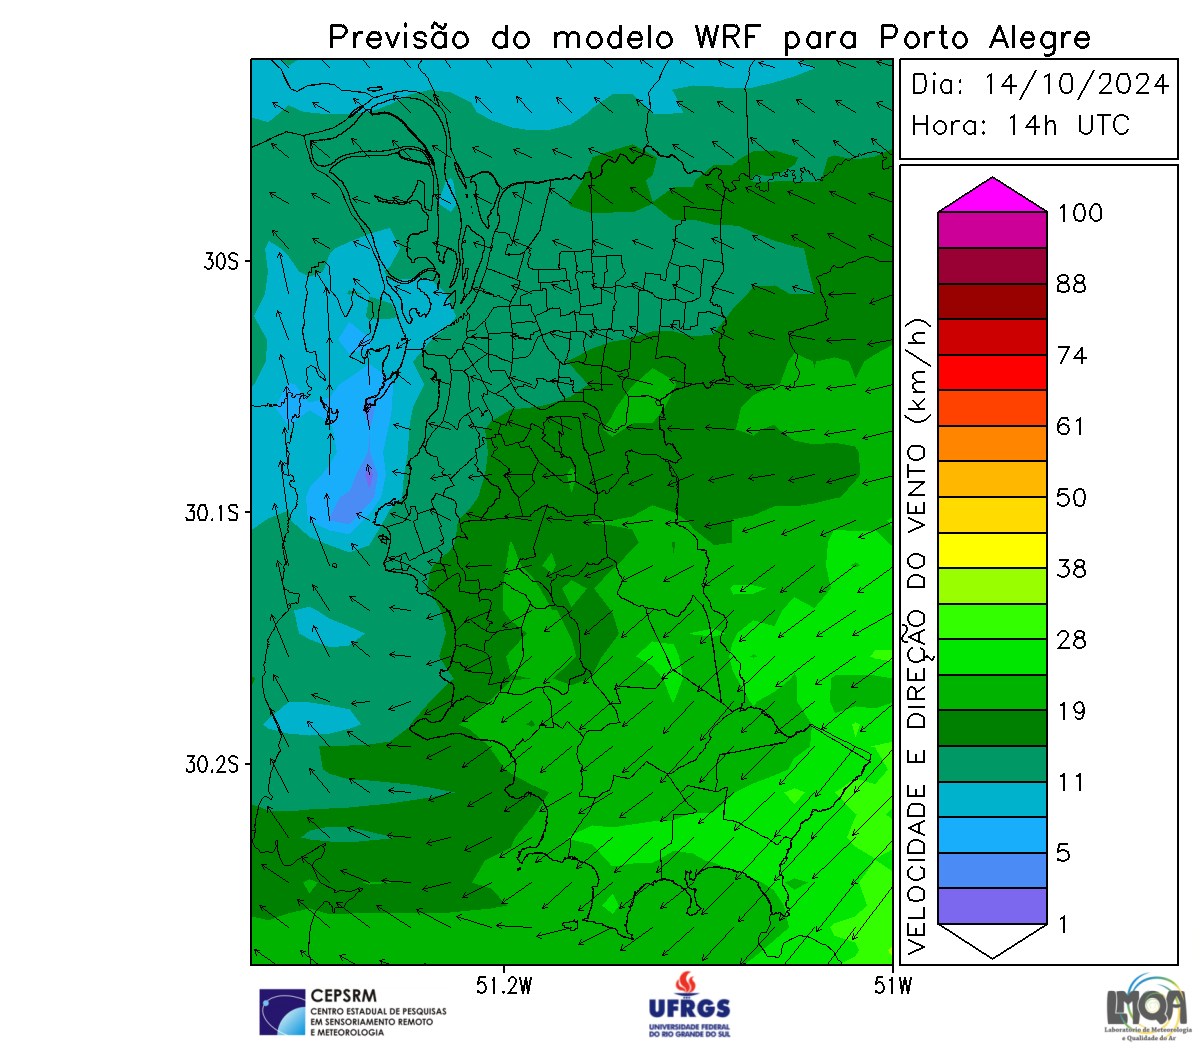 Previsão do modelo WRF para Porto Alegre
Dia: 14/10/2024
Hora: 14h UTC
100
88
74
61
50
38
28
19
11
5
1
VELOCIDADE E DIREÇÃO DO VENTO (km/h)
30S
30.1S
30.2S
51.2W
51W
CEPSRM
CENTRO ESTADUAL DE PESQUISAS
EM SENSORIAMENTO REMOTO
E METEOROLOGIA
UFRGS
UNIVERSIDADE FEDERAL
DO RIO GRANDE DO SUL
LMQA
Laboratório de Meteorologia
e Qualidade do Ar